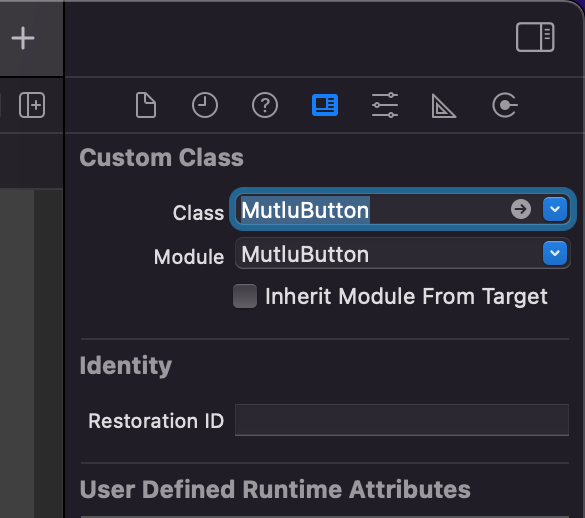 Custom Class
Class MutluButton
Module MutluButton
Inherit Module From Target
Identity
Restoration ID
User Defined Runtime Attributes